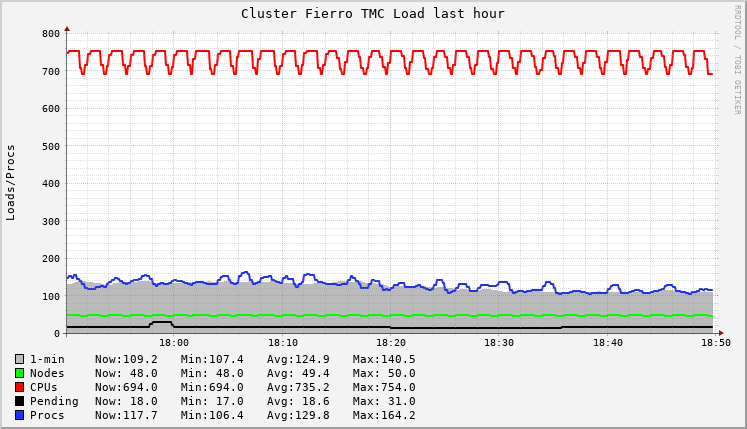 Cluster Fierro TMC Load last hour
RRDTOOL / TOBI OETIKER
Loads/Procs
800
700
600
500
400
300
200
100
0
18:00 18:10 18:20 18:30 18:40 18:50
1-min Now:109.2 Min:107.4 Avg:124.9 Max:140.5
Nodes Now: 48.0 Min: 48.0 Avg: 49.4 Max: 50.0
CPUs Now:694.0 Min:694.0 Avg:735.2 Max:754.0
Pending Now: 18.0 Min: 17.0 Avg: 18.6 Max: 31.0
Procs Now:117.7 Min:106.4 Avg:129.8 Max:164.2